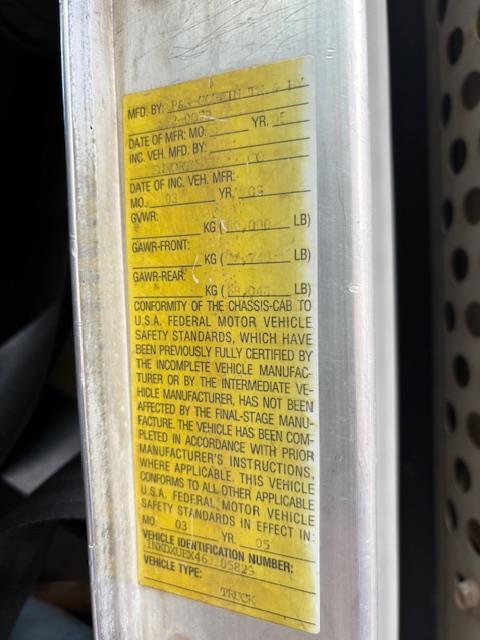 MFD. BY:
DATE OF MFR: MO. YR. 05
INC. VEH. MFD. BY:
DATE OF INC. VEH. MFR:
MO. 03 YR. 05
GVWR:
KG ( LB)
GAWR-FRONT:
KG ( LB)
GAWR-REAR:
KG ( LB)
CONFORMITY OF THE CHASSIS-CAB TO
U.S.A. FEDERAL MOTOR VEHICLE
SAFETY STANDARDS, WHICH HAVE
BEEN PREVIOUSLY FULLY CERTIFIED BY
THE INCOMPLETE VEHICLE MANUFAC-
TURER OR BY THE INTERMEDIATE VE-
HICLE MANUFACTURER, HAS NOT BEEN
AFFECTED BY THE FINAL-STAGE MANU-
FACTURE. THE VEHICLE HAS BEEN COM-
PLETED IN ACCORDANCE WITH PRIOR
MANUFACTURER'S INSTRUCTIONS,
WHERE APPLICABLE. THIS VEHICLE
CONFORMS TO ALL OTHER APPLICABLE
U.S.A. FEDERAL MOTOR VEHICLE
SAFETY STANDARDS IN EFFECT IN:
MO. 03 YR. 05
VEHICLE IDENTIFICATION NUMBER:
VEHICLE TYPE:
TRUCK